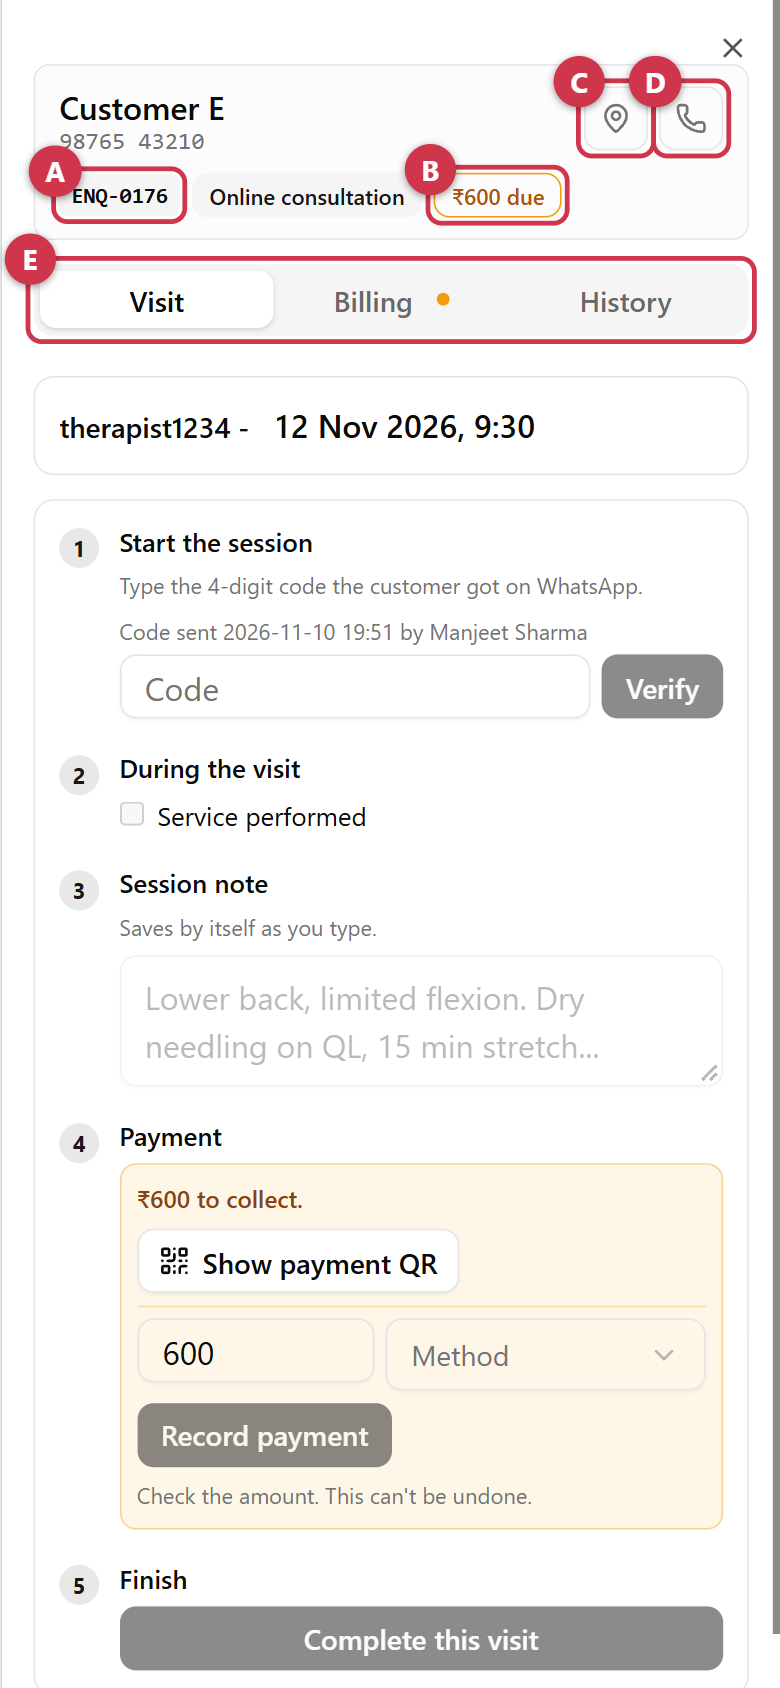 C
D
Customer E
98765 43210
A
B
ENQ-0176
Online consultation
₹600 due
E
Visit
Billing
History
therapist1234 - 12 Nov 2026, 9:30
1
Start the session
Type the 4-digit code the customer got on WhatsApp.
Code sent 2026-11-10 19:51 by Manjeet Sharma
Code
Verify
2
During the visit
Service performed
3
Session note
Saves by itself as you type.
Lower back, limited flexion. Dry
needling on QL, 15 min stretch...
4
Payment
₹600 to collect.
Show payment QR
600
Method
Record payment
Check the amount. This can't be undone.
5
Finish
Complete this visit